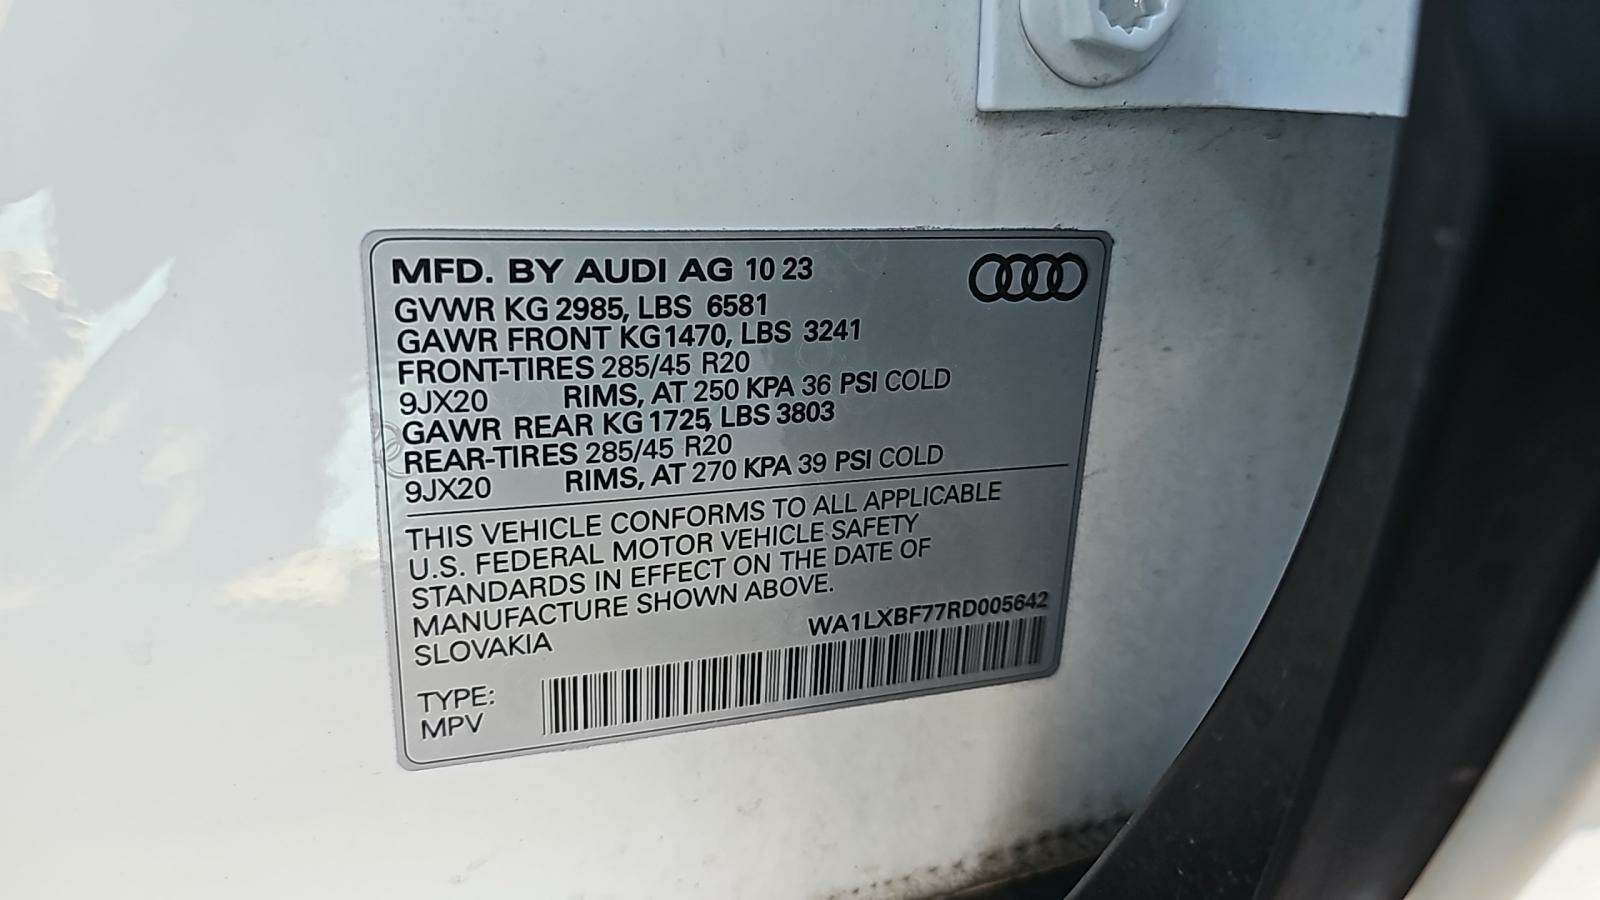 MFD. BY AUDI AG 10 23
GVWR KG 2985, LBS 6581
GAWR FRONT KG 1470, LBS 3241
FRONT-TIRES 285/45 R20
9JX20 RIMS, AT 250 KPA 36 PSI COLD
GAWR REAR KG 1725, LBS 3803
REAR-TIRES 285/45 R20
9JX20 RIMS, AT 270 KPA 39 PSI COLD
THIS VEHICLE CONFORMS TO ALL APPLICABLE
U.S. FEDERAL MOTOR VEHICLE SAFETY
STANDARDS IN EFFECT ON THE DATE OF
MANUFACTURE SHOWN ABOVE.
SLOVAKIA
WA1LXBF77RD005642
TYPE:
MPV